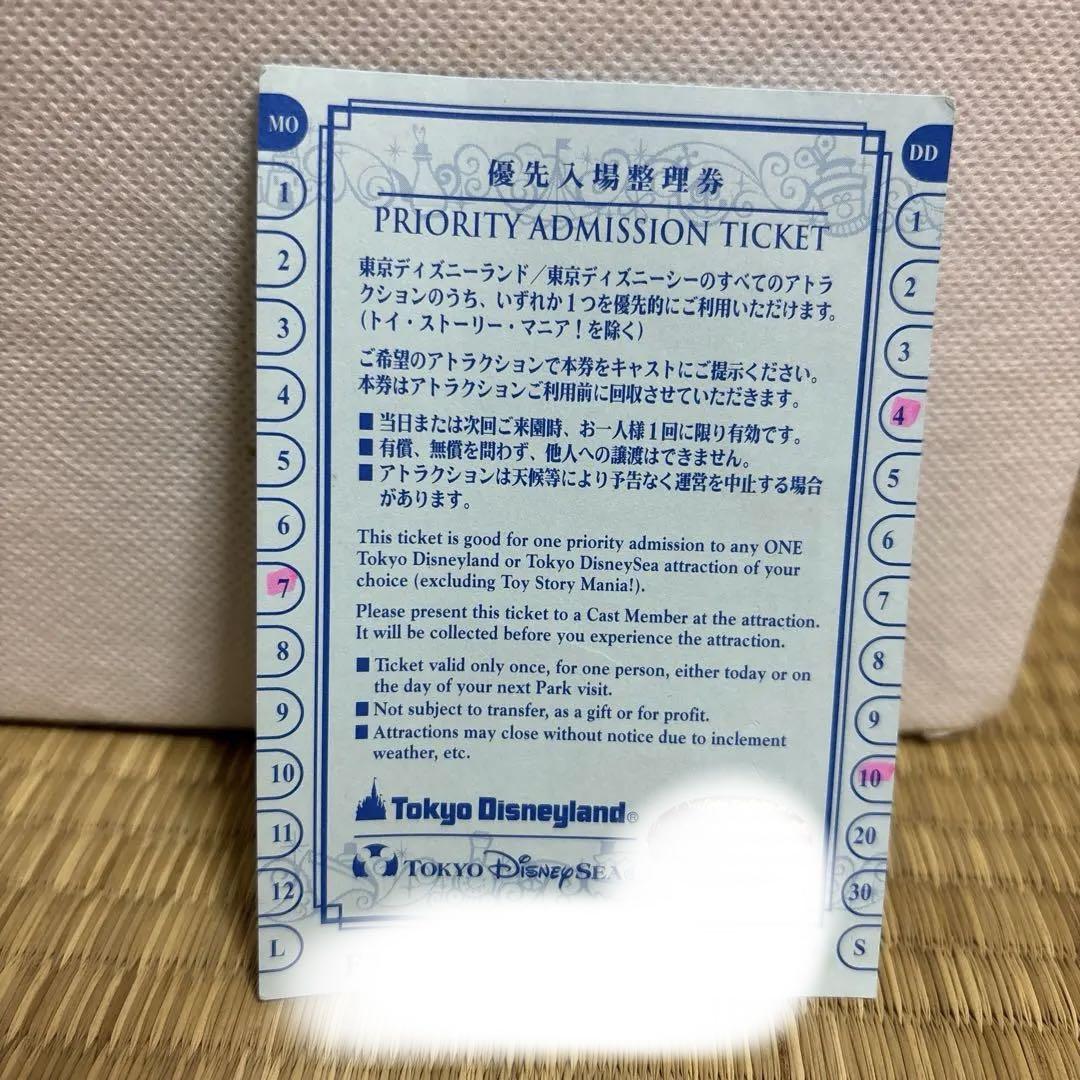 MO
1
2
3
4
5
6
7
8
9
10
11
12
L
優先入場整理券
PRIORITY ADMISSION TICKET
東京ディズニーランド／東京ディズニーシーのすべてのアトラ
クションのうち、いずれか1つを優先的にご利用いただけます。
(トイ・ストーリー・マニア！を除く)
ご希望のアトラクションで本券をキャストにご提示ください。
本券はアトラクションご利用前に回収させていただきます。
■ 当日または次回ご来園時、お一人様1回に限り有効です。
■ 有償、無償を問わず、他人への譲渡はできません。
■ アトラクションは天候等により予告なく運営を中止する場合
があります。
This ticket is good for one priority admission to any ONE
Tokyo Disneyland or Tokyo DisneySea attraction of your
choice (excluding Toy Story Mania!).
Please present this ticket to a Cast Member at the attraction.
It will be collected before you experience the attraction.
■ Ticket valid only once, for one person, either today or on
the day of your next Park visit.
■ Not subject to transfer, as a gift or for profit.
■ Attractions may close without notice due to inclement
weather, etc.
Tokyo Disneyland®
TOKYO DISNEYSEA
DD
1
2
3
4
5
6
7
8
9
10
20
30
S